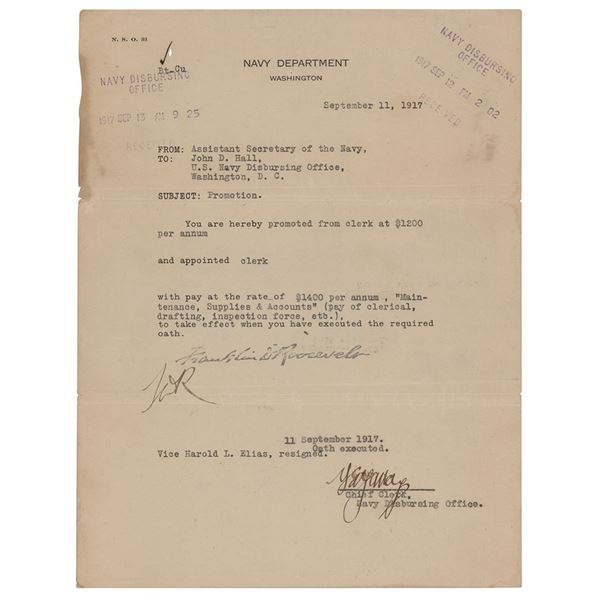 N. S. O. 31
Bt-Cu
NAVY DISBURSING
OFFICE
1917 SEP 13 AM 9 25
RECEIVED
NAVY DISBURSING
OFFICE
1917 SEP 12 PM 2 02
RECEIVED
NAVY DEPARTMENT
WASHINGTON
September 11, 1917
FROM: Assistant Secretary of the Navy,
TO: John D. Hall,
U.S. Navy Disbursing Office,
Washington, D. C.
SUBJECT: Promotion.
You are hereby promoted from clerk at $1200
per annum
and appointed clerk
with pay at the rate of $1400 per annum , "Main-
tenance, Supplies & Accounts" (pay of clerical,
drafting, inspection force, etc.),
to take effect when you have executed the required
oath.
Franklin D Roosevelt
11 September 1917.
Oath executed.
Vice Harold L. Elias, resigned.
Chief Clerk,
Navy Disbursing Office.